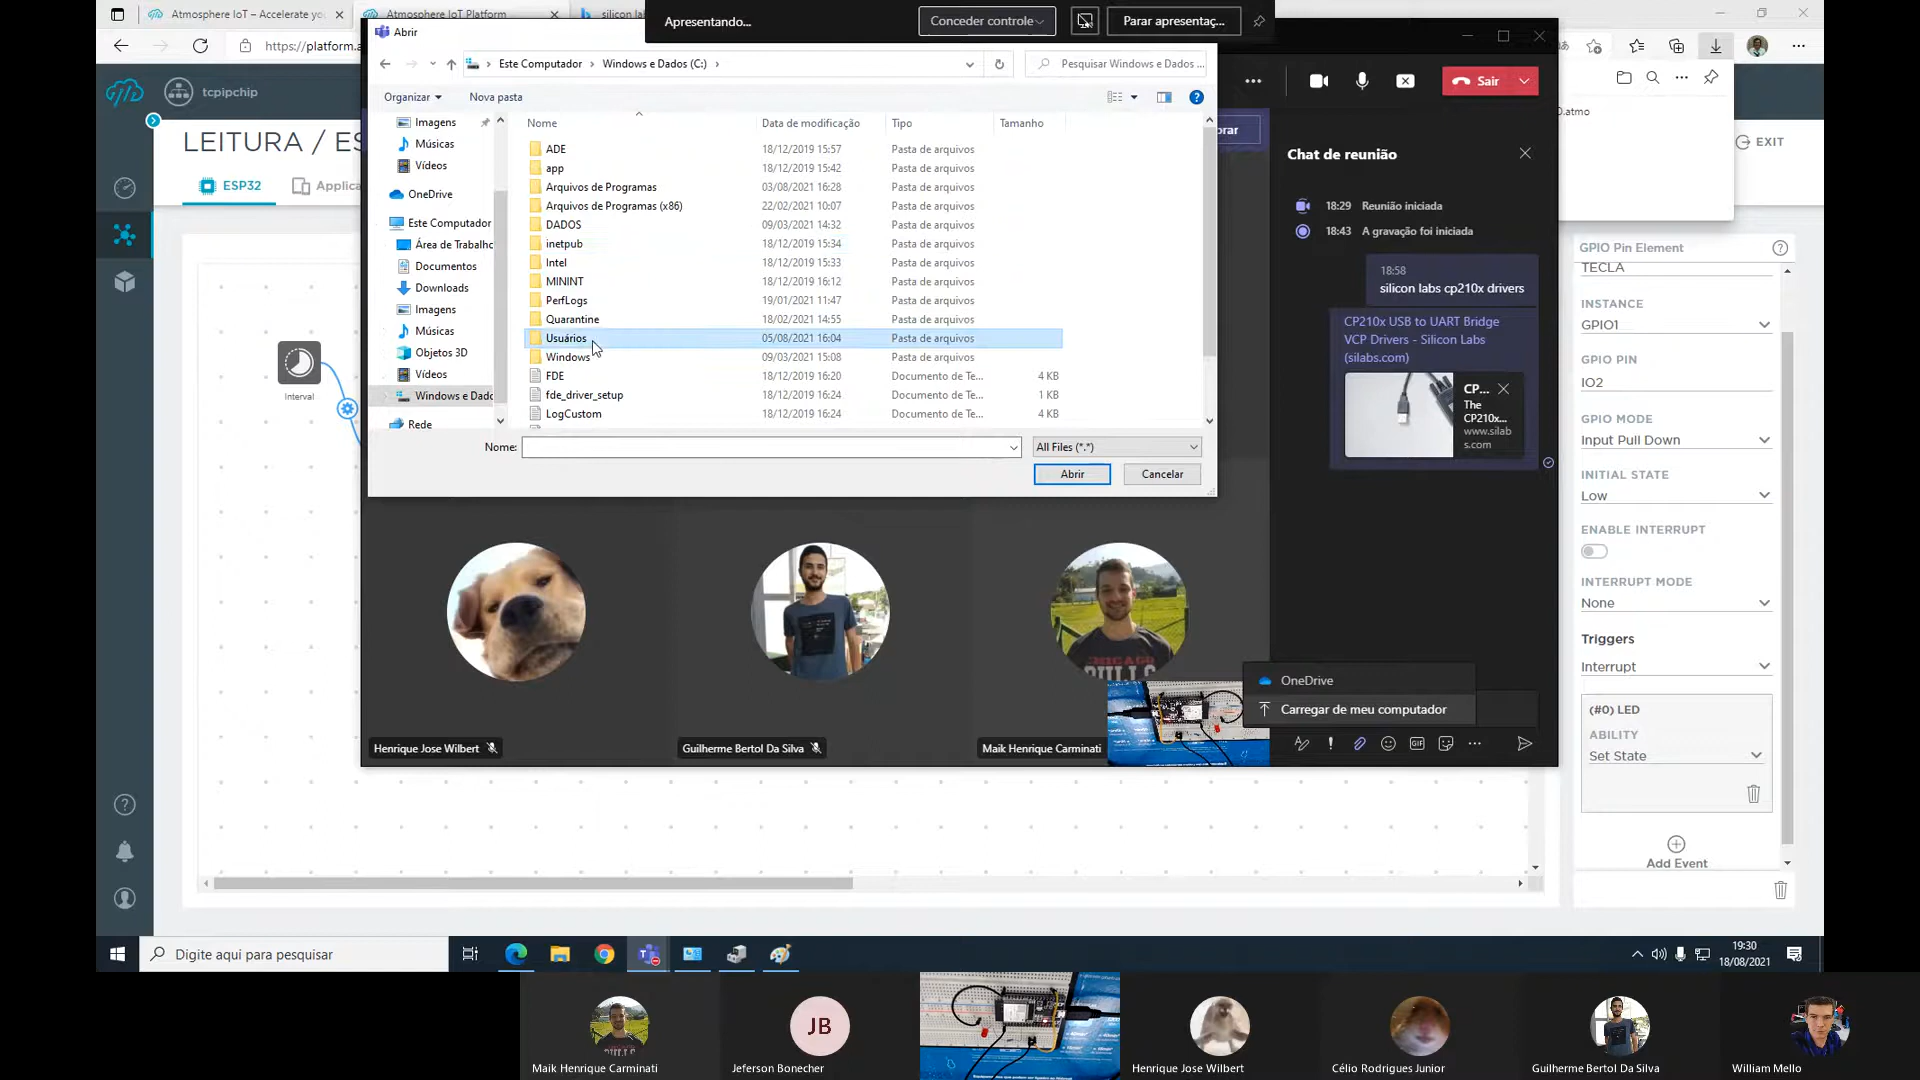 Atmosphere IoT – Accelerate yo
Atmosphere IoT Platform
silicon lab
Apresentando...
Conceder controle
Parar apresentaç...
https://platform.a
Abrir
Este Computador
Windows e Dados (C:)
Pesquisar Windows e Dados ...
Organizar
Nova pasta
Nome
Data de modificação
Tipo
Tamanho
Imagens
Músicas
Vídeos
OneDrive
Este Computador
Área de Trabalho
Documentos
Downloads
Imagens
Músicas
Objetos 3D
Vídeos
Windows e Dado
Rede
ADE 18/12/2019 15:57 Pasta de arquivos
app 18/12/2019 15:42 Pasta de arquivos
Arquivos de Programas 03/08/2021 16:28 Pasta de arquivos
Arquivos de Programas (x86) 22/02/2021 10:07 Pasta de arquivos
DADOS 09/03/2021 14:32 Pasta de arquivos
inetpub 18/12/2019 15:34 Pasta de arquivos
Intel 18/12/2019 15:33 Pasta de arquivos
MININT 18/12/2019 16:12 Pasta de arquivos
PerfLogs 19/01/2021 11:47 Pasta de arquivos
Quarantine 18/02/2021 14:55 Pasta de arquivos
Usuários 05/08/2021 16:04 Pasta de arquivos
Windows 09/03/2021 15:08 Pasta de arquivos
FDE 18/12/2019 16:20 Documento de Te... 4 KB
fde_driver_setup 18/12/2019 16:24 Documento de Te... 1 KB
LogCustom 18/12/2019 16:24 Documento de Te... 4 KB
Nome:
All Files (*.*)
Abrir
Cancelar
tcpipchip
LEITURA / ES
ESP32
Applica
Interval
Sair
Chat de reunião
18:29 Reunião iniciada
18:43 A gravação foi iniciada
18:58
silicon labs cp210x drivers
CP210x USB to UART Bridge
VCP Drivers - Silicon Labs
(silabs.com)
CP...
The
CP210x...
www.silab
s.com
OneDrive
Carregar de meu computador
Henrique Jose Wilbert
Guilherme Bertol Da Silva
Maik Henrique Carminati
.atmo
EXIT
GPIO Pin Element
TECLA
INSTANCE
GPIO1
GPIO PIN
IO2
GPIO MODE
Input Pull Down
INITIAL STATE
Low
ENABLE INTERRUPT
INTERRUPT MODE
None
Triggers
Interrupt
(#0) LED
ABILITY
Set State
Add Event
Digite aqui para pesquisar
19:30
18/08/2021
JB
Maik Henrique Carminati
Jeferson Bonecher
Henrique Jose Wilbert
Célio Rodrigues Junior
Guilherme Bertol Da Silva
William Mello